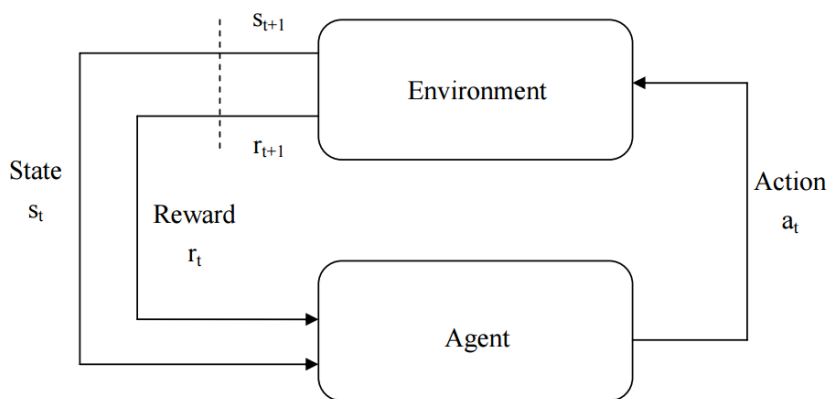 sₜ₊₁
Environment
rₜ₊₁
State
sₜ
Action
aₜ
Reward
rₜ
Agent